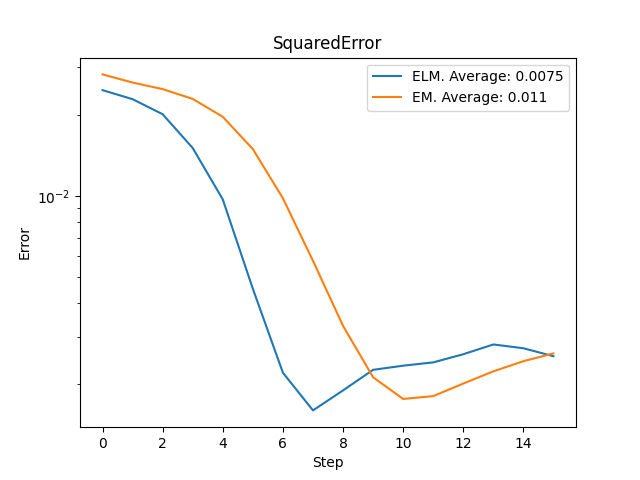 SquaredError
ELM. Average: 0.0075
EM. Average: 0.011
10⁻²
Error
0 2 4 6 8 10 12 14
Step